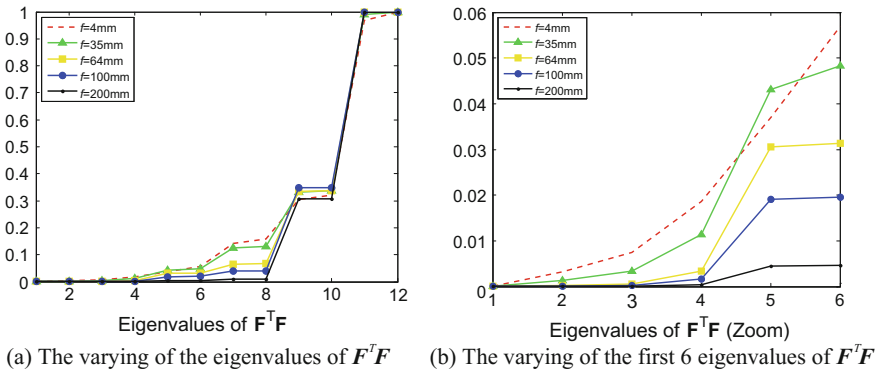 1
0.9
0.8
0.7
0.6
0.5
0.4
0.3
0.2
0.1
0
f=4mm
f=35mm
f=64mm
f=100mm
f=200mm
2 4 6 8 10 12
Eigenvalues of F^T F
(a) The varying of the eigenvalues of F^T F
0.06
0.05
0.04
0.03
0.02
0.01
0
f=4mm
f=35mm
f=64mm
f=100mm
f=200mm
1 2 3 4 5 6
Eigenvalues of F^T F (Zoom)
(b) The varying of the first 6 eigenvalues of F^T F